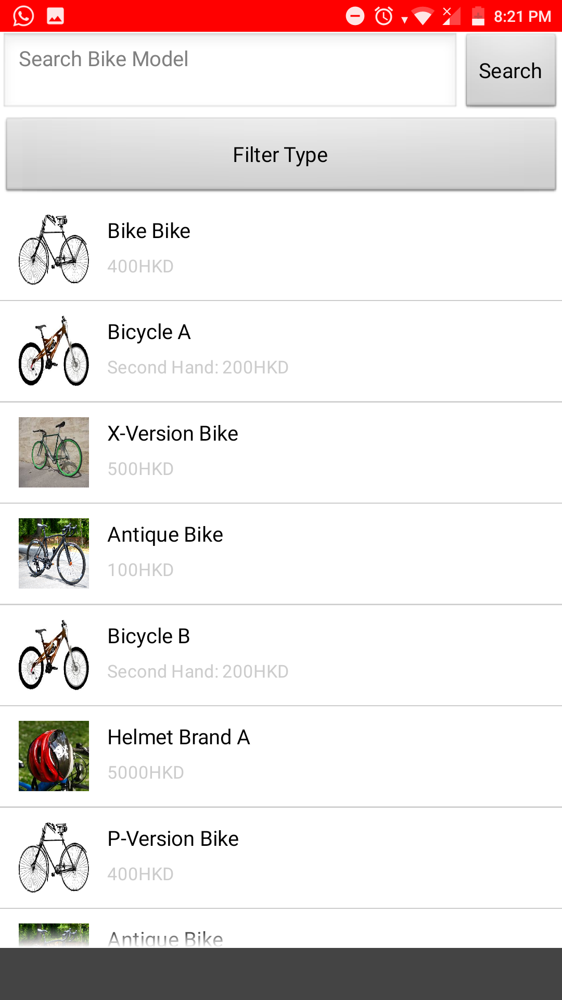 8:21 PM
Search Bike Model
Search
Filter Type
Bike Bike
400HKD
Bicycle A
Second Hand: 200HKD
X-Version Bike
500HKD
Antique Bike
100HKD
Bicycle B
Second Hand: 200HKD
Helmet Brand A
5000HKD
P-Version Bike
400HKD
Antique Bike